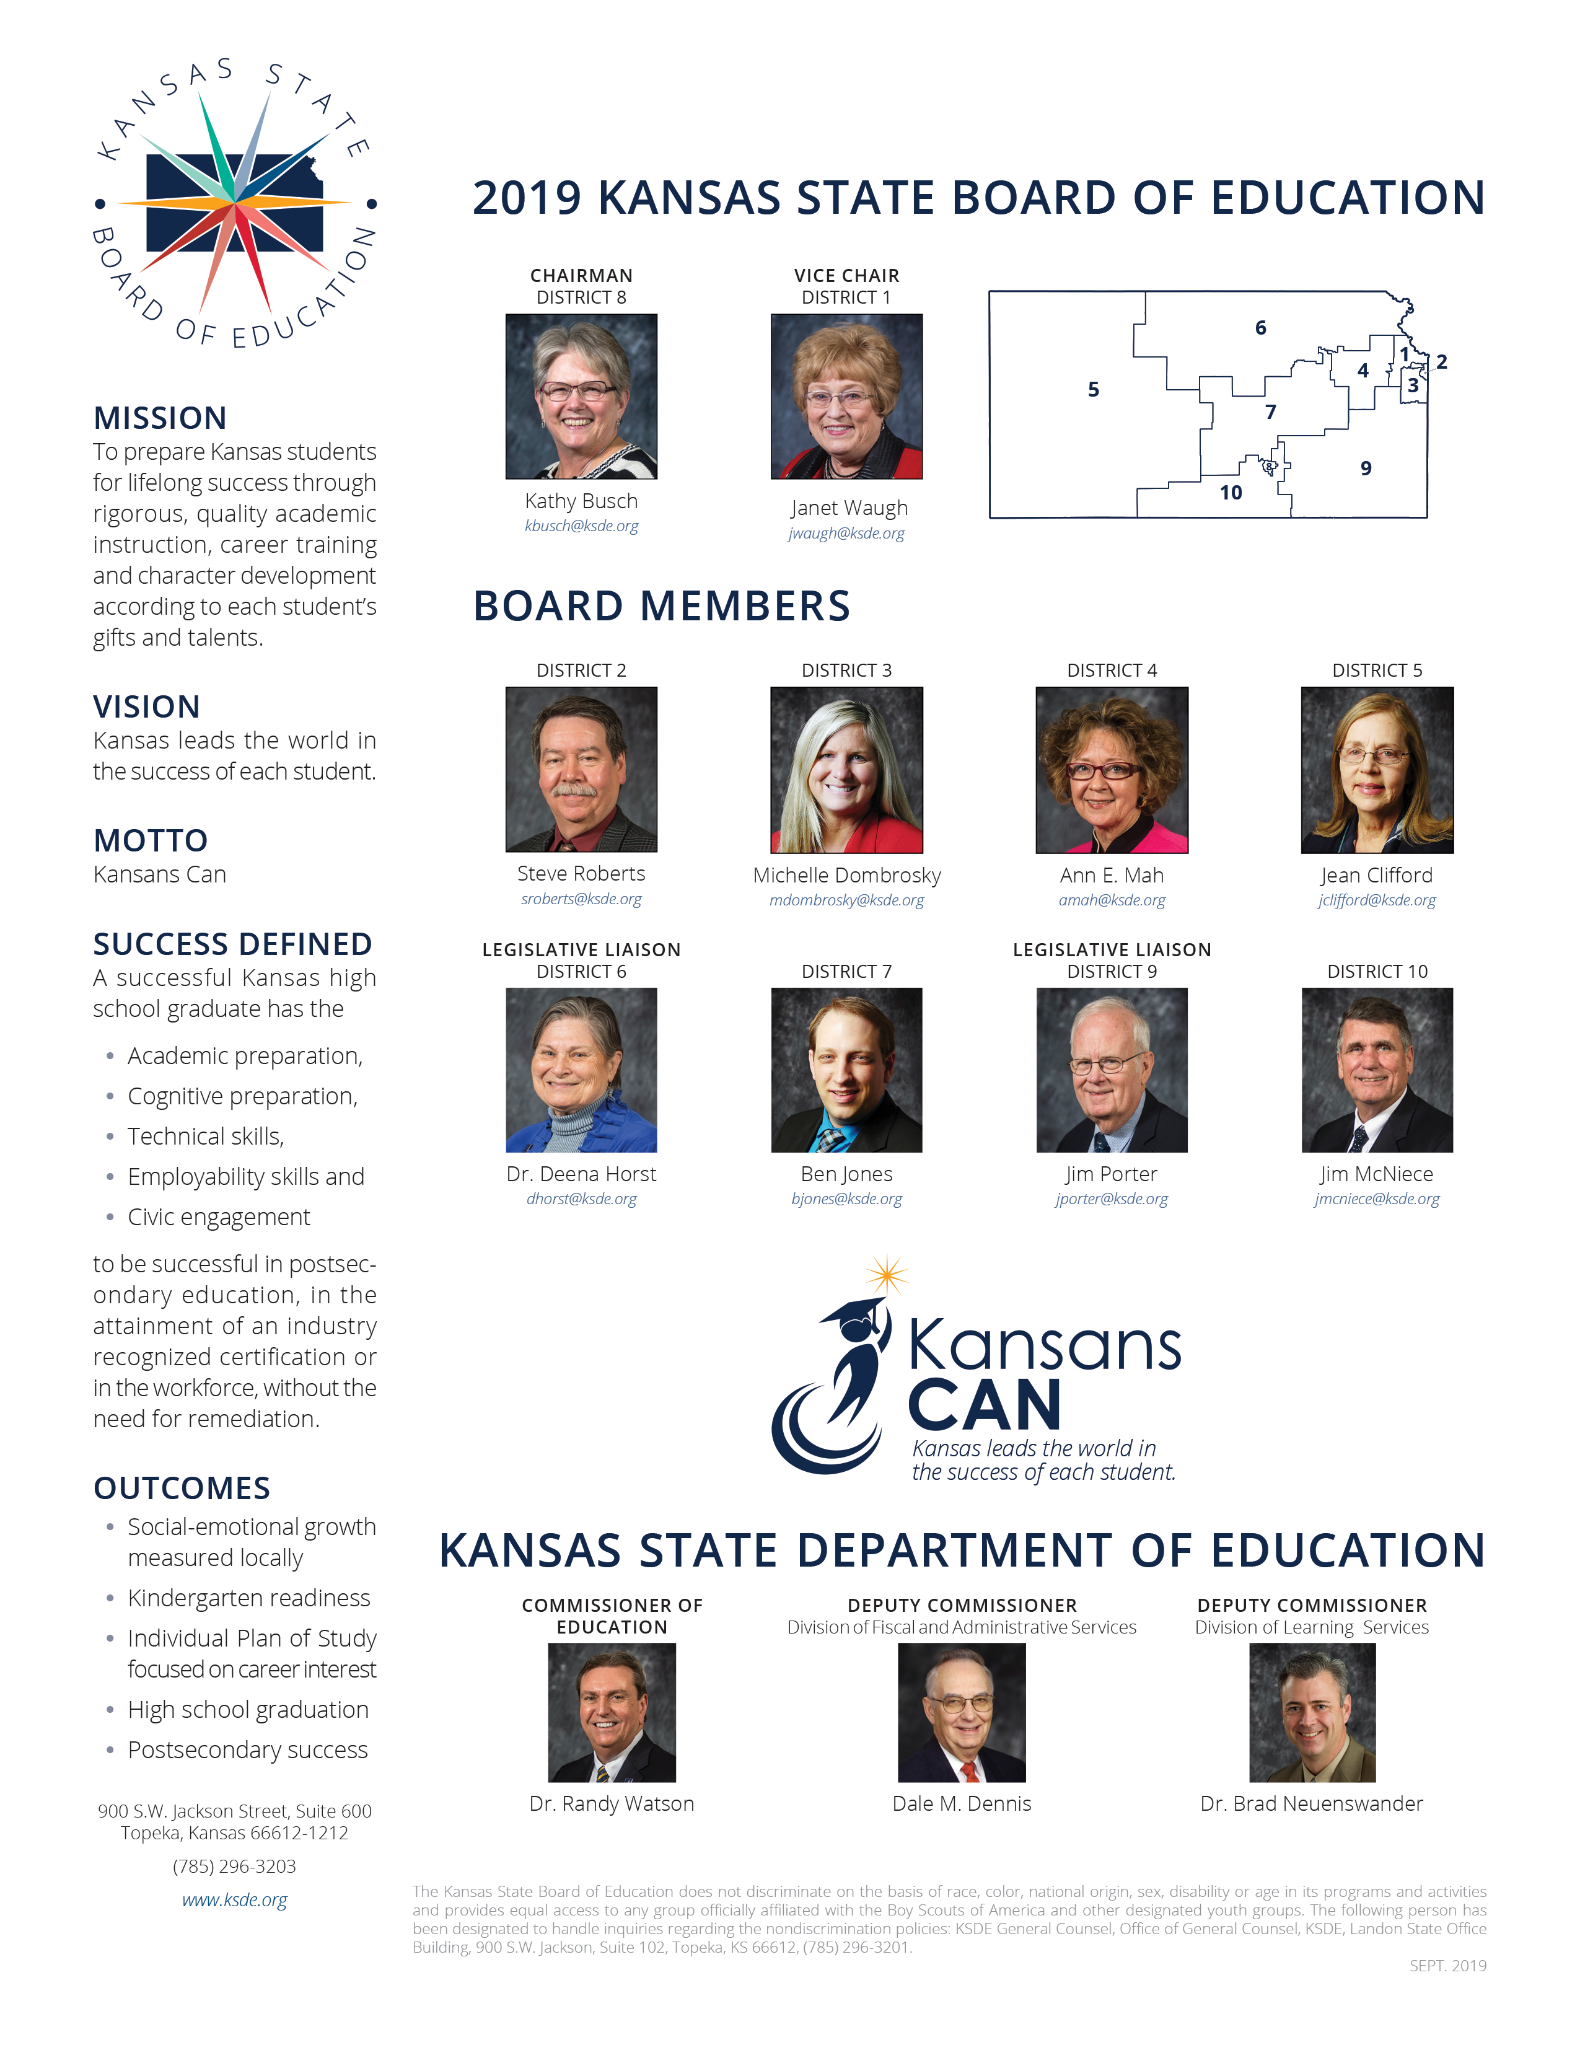 KANSAS STATE
BOARD OF EDUCATION
MISSION
To prepare Kansas students
for lifelong success through
rigorous, quality academic
instruction, career training
and character development
according to each student's
gifts and talents.
VISION
Kansas leads the world in
the success of each student.
MOTTO
Kansans Can
SUCCESS DEFINED
A successful Kansas high
school graduate has the
• Academic preparation,
• Cognitive preparation,
• Technical skills,
• Employability skills and
• Civic engagement
to be successful in postsec-
ondary education, in the
attainment of an industry
recognized certification or
in the workforce, without the
need for remediation.
OUTCOMES
• Social-emotional growth
measured locally
• Kindergarten readiness
• Individual Plan of Study
focused on career interest
• High school graduation
• Postsecondary success
900 S.W. Jackson Street, Suite 600
Topeka, Kansas 66612-1212
(785) 296-3203
www.ksde.org
2019 KANSAS STATE BOARD OF EDUCATION
CHAIRMAN
DISTRICT 8
Kathy Busch
kbusch@ksde.org
VICE CHAIR
DISTRICT 1
Janet Waugh
jwaugh@ksde.org
6
1
2
4
3
5
7
8
9
10
BOARD MEMBERS
DISTRICT 2
Steve Roberts
sroberts@ksde.org
DISTRICT 3
Michelle Dombrosky
mdombrosky@ksde.org
DISTRICT 4
Ann E. Mah
amah@ksde.org
DISTRICT 5
Jean Clifford
jclifford@ksde.org
LEGISLATIVE LIAISON
DISTRICT 6
Dr. Deena Horst
dhorst@ksde.org
DISTRICT 7
Ben Jones
bjones@ksde.org
LEGISLATIVE LIAISON
DISTRICT 9
Jim Porter
jporter@ksde.org
DISTRICT 10
Jim McNiece
jmcniece@ksde.org
Kansans
CAN
Kansas leads the world in
the success of each student.
KANSAS STATE DEPARTMENT OF EDUCATION
COMMISSIONER OF
EDUCATION
Dr. Randy Watson
DEPUTY COMMISSIONER
Division of Fiscal and Administrative Services
Dale M. Dennis
DEPUTY COMMISSIONER
Division of Learning Services
Dr. Brad Neuenswander
The Kansas State Board of Education does not discriminate on the basis of race, color, national origin, sex, disability or age in its programs and activities
and provides equal access to any group officially affiliated with the Boy Scouts of America and other designated youth groups. The following person has
been designated to handle inquiries regarding the nondiscrimination policies: KSDE General Counsel, Office of General Counsel, KSDE, Landon State Office
Building, 900 S.W. Jackson, Suite 102, Topeka, KS 66612, (785) 296-3201.
SEPT. 2019